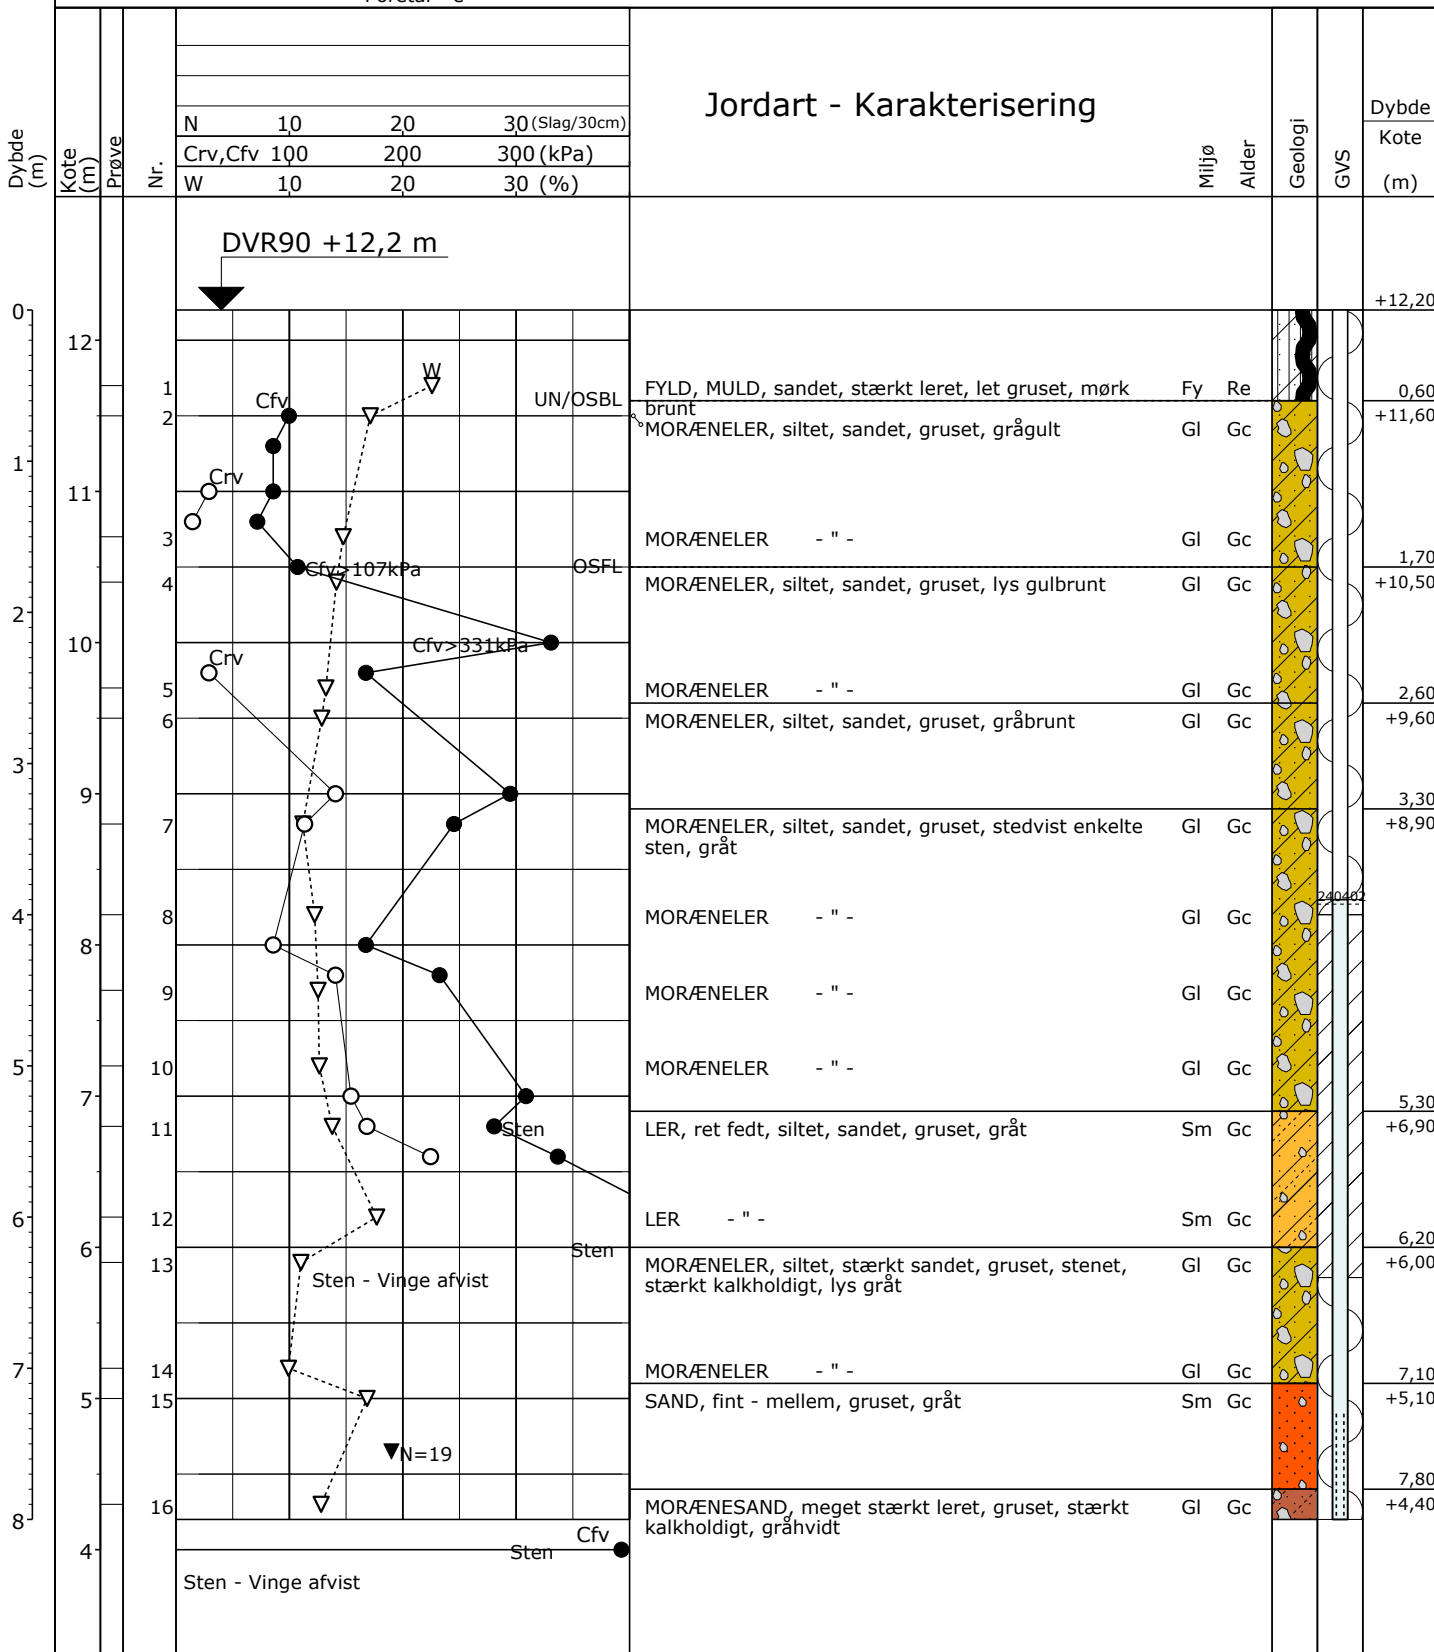 Jordart - Karakterisering
N 10 20 30 (Slag/30cm)
Crv,Cfv 100 200 300 (kPa)
W 10 20 30 (%)
Dybde (m)
Kote (m)
Prøve
Nr.
Miljø
Alder
Geologi
GVS
Dybde
Kote
(m)
DVR90 +12,2 m
0
+12,20
12
W
1 FYLD, MULD, sandet, stærkt leret, let gruset, mørk Fy Re 0,60
brunt
Cfv
UN/OSBL
2 MORÆNELER, siltet, sandet, gruset, grågult Gl Gc +11,60
1
11
Crv
3 MORÆNELER - " - Gl Gc 1,70
Cfv>107kPa
OSFL
4 MORÆNELER, siltet, sandet, gruset, lys gulbrunt Gl Gc +10,50
2
10
Cfv>331kPa
Crv
5 MORÆNELER - " - Gl Gc 2,60
6 MORÆNELER, siltet, sandet, gruset, gråbrunt Gl Gc +9,60
3
9
3,30
7 MORÆNELER, siltet, sandet, gruset, stedvist enkelte Gl Gc +8,90
sten, gråt
240402
4
8 MORÆNELER - " - Gl Gc
8
9 MORÆNELER - " - Gl Gc
5
10 MORÆNELER - " - Gl Gc
7
5,30
11 Sten LER, ret fedt, siltet, sandet, gruset, gråt Sm Gc +6,90
6
12 LER - " - Sm Gc 6,20
6
Sten
13 MORÆNELER, siltet, stærkt sandet, gruset, stenet, Gl Gc +6,00
Sten - Vinge afvist
stærkt kalkholdigt, lys gråt
7
14 MORÆNELER - " - Gl Gc 7,10
5
15 SAND, fint - mellem, gruset, gråt Sm Gc +5,10
N=19
7,80
8
16 MORÆNESAND, meget stærkt leret, gruset, stærkt Gl Gc +4,40
kalkholdigt, gråhvidt
Cfv
4
Sten
Sten - Vinge afvist